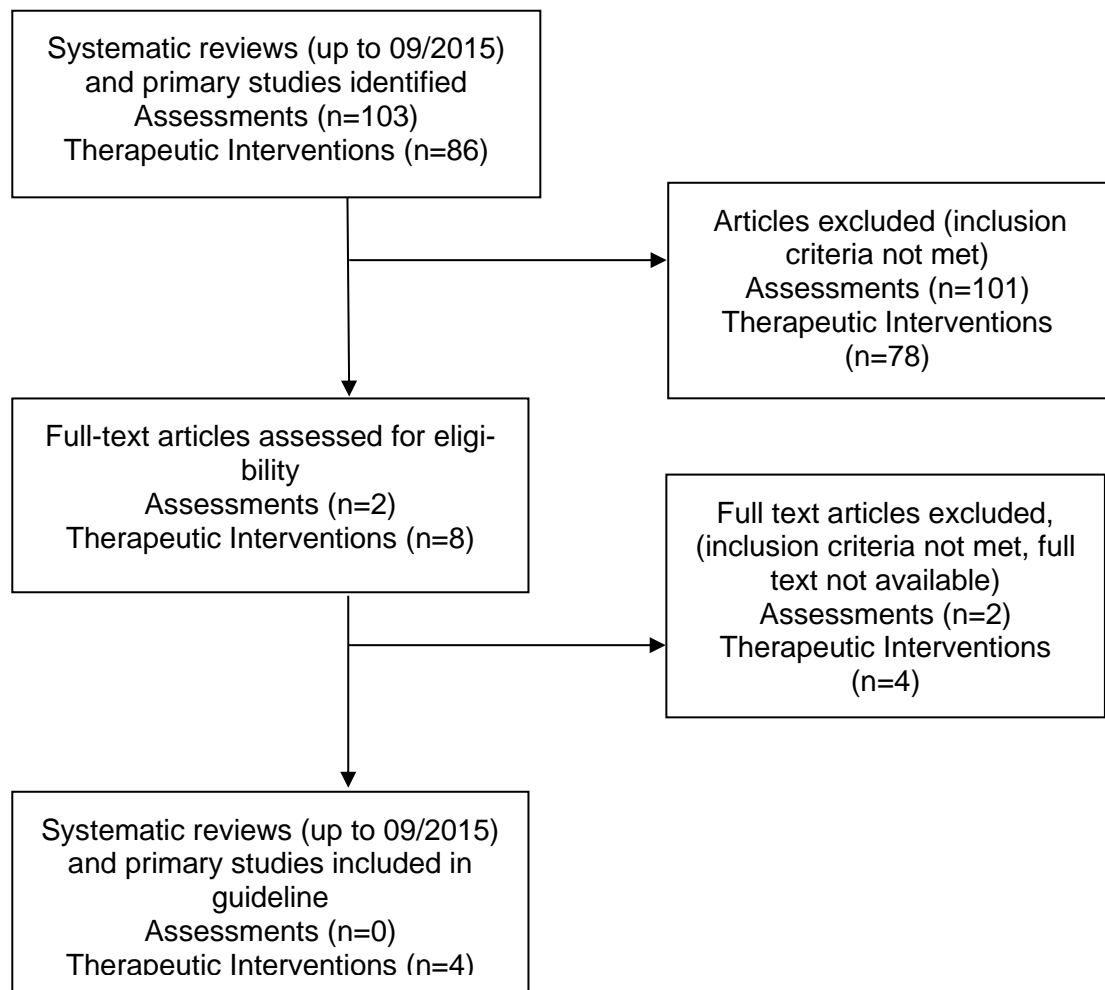 Systematic reviews (up to 09/2015)
and primary studies identified
Assessments (n=103)
Therapeutic Interventions (n=86)
Articles excluded (inclusion
criteria not met)
Assessments (n=101)
Therapeutic Interventions
(n=78)
Full-text articles assessed for eligi-
bility
Assessments (n=2)
Therapeutic Interventions (n=8)
Full text articles excluded,
(inclusion criteria not met, full
text not available)
Assessments (n=2)
Therapeutic Interventions
(n=4)
Systematic reviews (up to 09/2015)
and primary studies included in
guideline
Assessments (n=0)
Therapeutic Interventions (n=4)